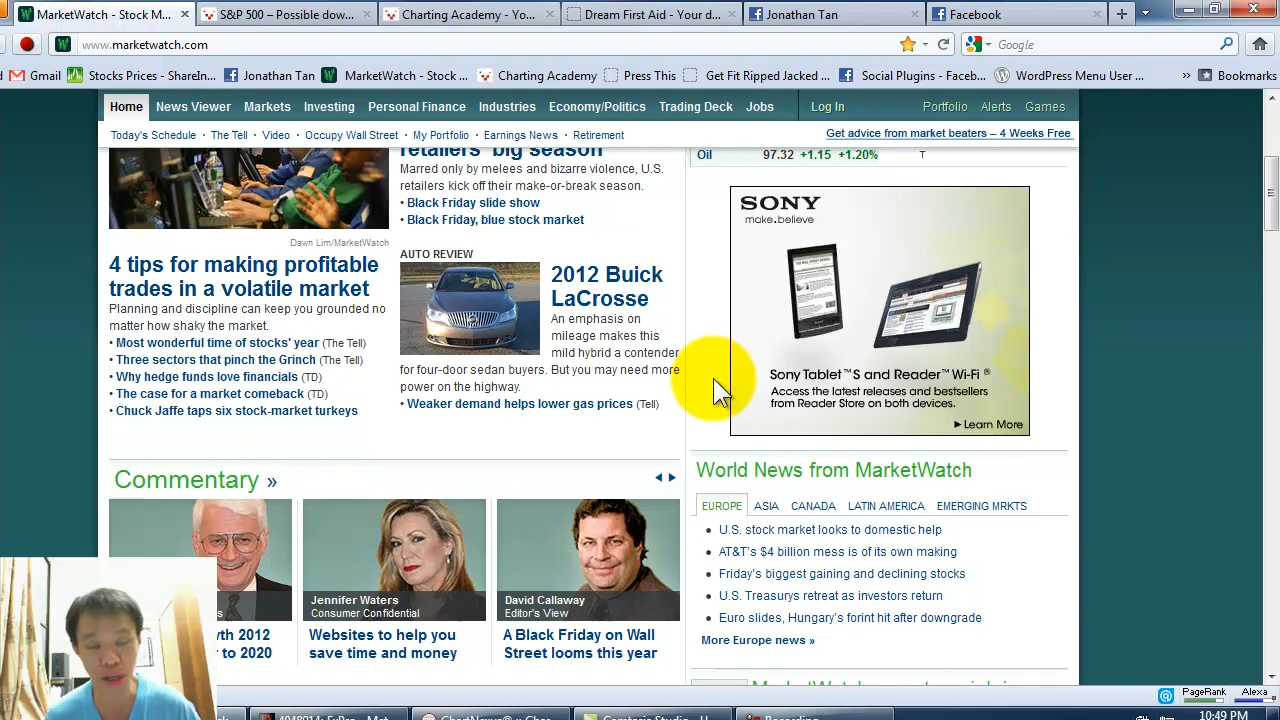 MarketWatch - Stock M...
S&P 500 – Possible dow...
Charting Academy - Yo...
Dream First Aid - Your d...
Jonathan Tan
Facebook
www.marketwatch.com
Google
Gmail
Stocks Prices - ShareIn...
Jonathan Tan
MarketWatch - Stock ...
Charting Academy
Press This
Get Fit Ripped Jacked ...
Social Plugins - Faceb...
WordPress Menu User ...
»
Bookmarks
Home
News Viewer
Markets
Investing
Personal Finance
Industries
Economy/Politics
Trading Deck
Jobs
Log In
Portfolio
Alerts
Games
Today's Schedule • The Tell • Video • Occupy Wall Street • My Portfolio • Earnings News • Retirement
Get advice from market beaters – 4 Weeks Free
Dawn Lim/MarketWatch
4 tips for making profitable
trades in a volatile market
Planning and discipline can keep you grounded no
matter how shaky the market.
• Most wonderful time of stocks' year (The Tell)
• Three sectors that pinch the Grinch (The Tell)
• Why hedge funds love financials (TD)
• The case for a market comeback (TD)
• Chuck Jaffe taps six stock-market turkeys
retailers' big season
Marred only by melees and bizarre violence, U.S.
retailers kick off their make-or-break season.
• Black Friday slide show
• Black Friday, blue stock market
AUTO REVIEW
2012 Buick
LaCrosse
An emphasis on
mileage makes this
mild hybrid a contender
for four-door sedan buyers. But you may need more
power on the highway.
• Weaker demand helps lower gas prices (Tell)
Oil 97.32 +1.15 +1.20% T
SONY
make.believe
Sony Tablet™ S and Reader™ Wi-Fi ®
Access the latest releases and bestsellers
from Reader Store on both devices.
Learn More
Commentary »
Jennifer Waters
Consumer Confidential
Websites to help you
save time and money
David Callaway
Editor's View
A Black Friday on Wall
Street looms this year
2012
to 2020
World News from MarketWatch
EUROPE
ASIA
CANADA
LATIN AMERICA
EMERGING MRKTS
• U.S. stock market looks to domestic help
• AT&T's $4 billion mess is of its own making
• Friday's biggest gaining and declining stocks
• U.S. Treasurys retreat as investors return
• Euro slides, Hungary's forint hit after downgrade
More Europe news »
PageRank
Alexa
10:49 PM